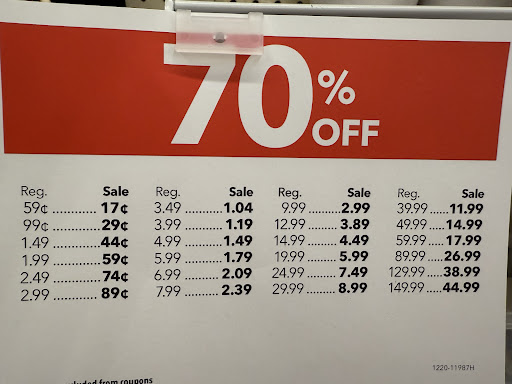 70% OFF
Reg. Sale Reg. Sale Reg. Sale Reg. Sale
59¢ ............ 17¢ 3.49 ........... 1.04 9.99 ......... 2.99 39.99 ..... 11.99
99¢ ............ 29¢ 3.99 ........... 1.19 12.99 ......... 3.89 49.99 ..... 14.99
1.49 ............ 44¢ 4.99 ........... 1.49 14.99 ......... 4.49 59.99 ..... 17.99
1.99 ............ 59¢ 5.99 ........... 1.79 19.99 ......... 5.99 89.99 ..... 26.99
2.49 ............ 74¢ 6.99 ........... 2.09 24.99 ......... 7.49 129.99 ..... 38.99
2.99 ............ 89¢ 7.99 ........... 2.39 29.99 ......... 8.99 149.99 ..... 44.99
1220-11987H
from coupons